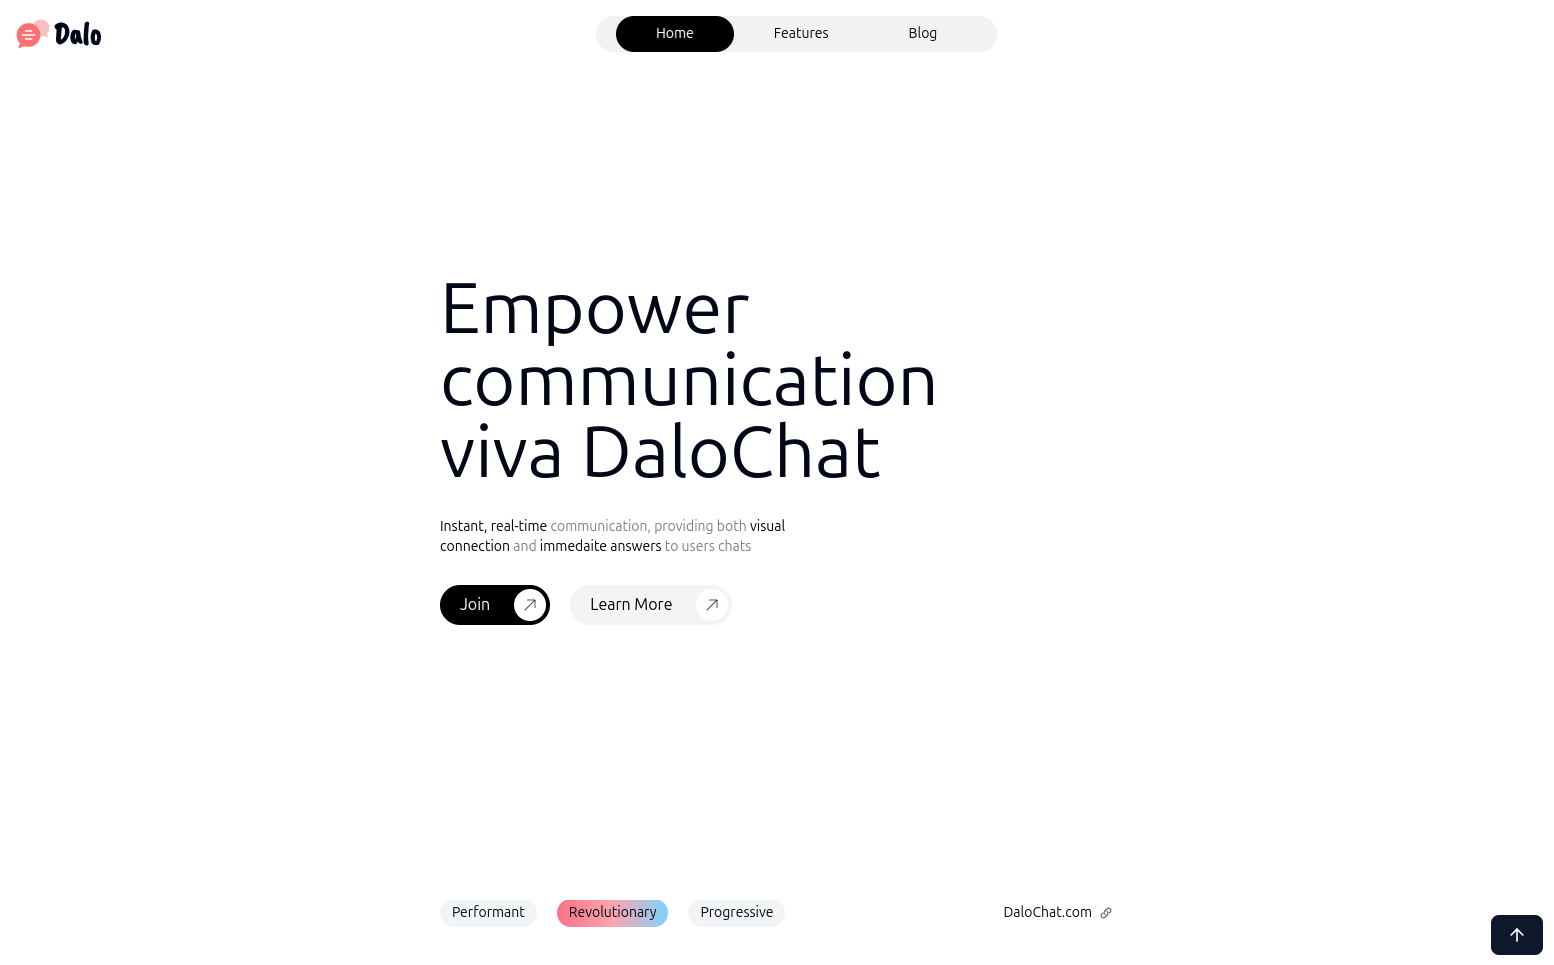 Dalo
Home
Features
Blog
Empower
communication
viva DaloChat
Instant, real-time communication, providing both visual
connection and immedaite answers to users chats
Join
Learn More
Performant
Revolutionary
Progressive
DaloChat.com